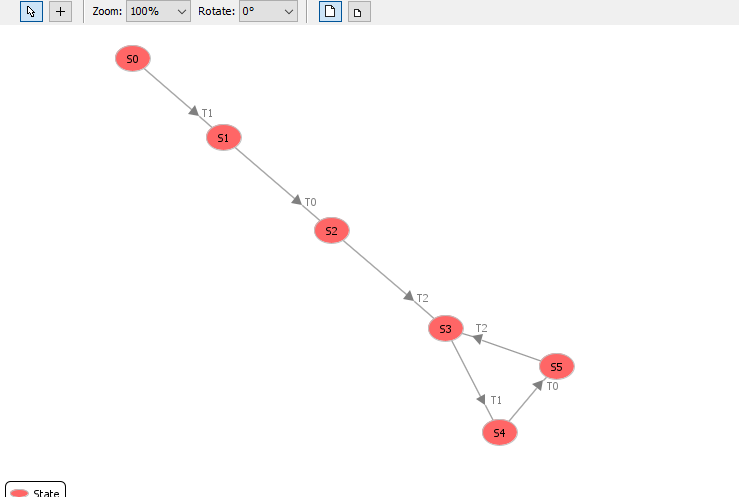 Zoom: 100% Rotate: 0°
S0
T1
S1
T0
S2
T2
S3 T2
S5
T0
T1
S4
State